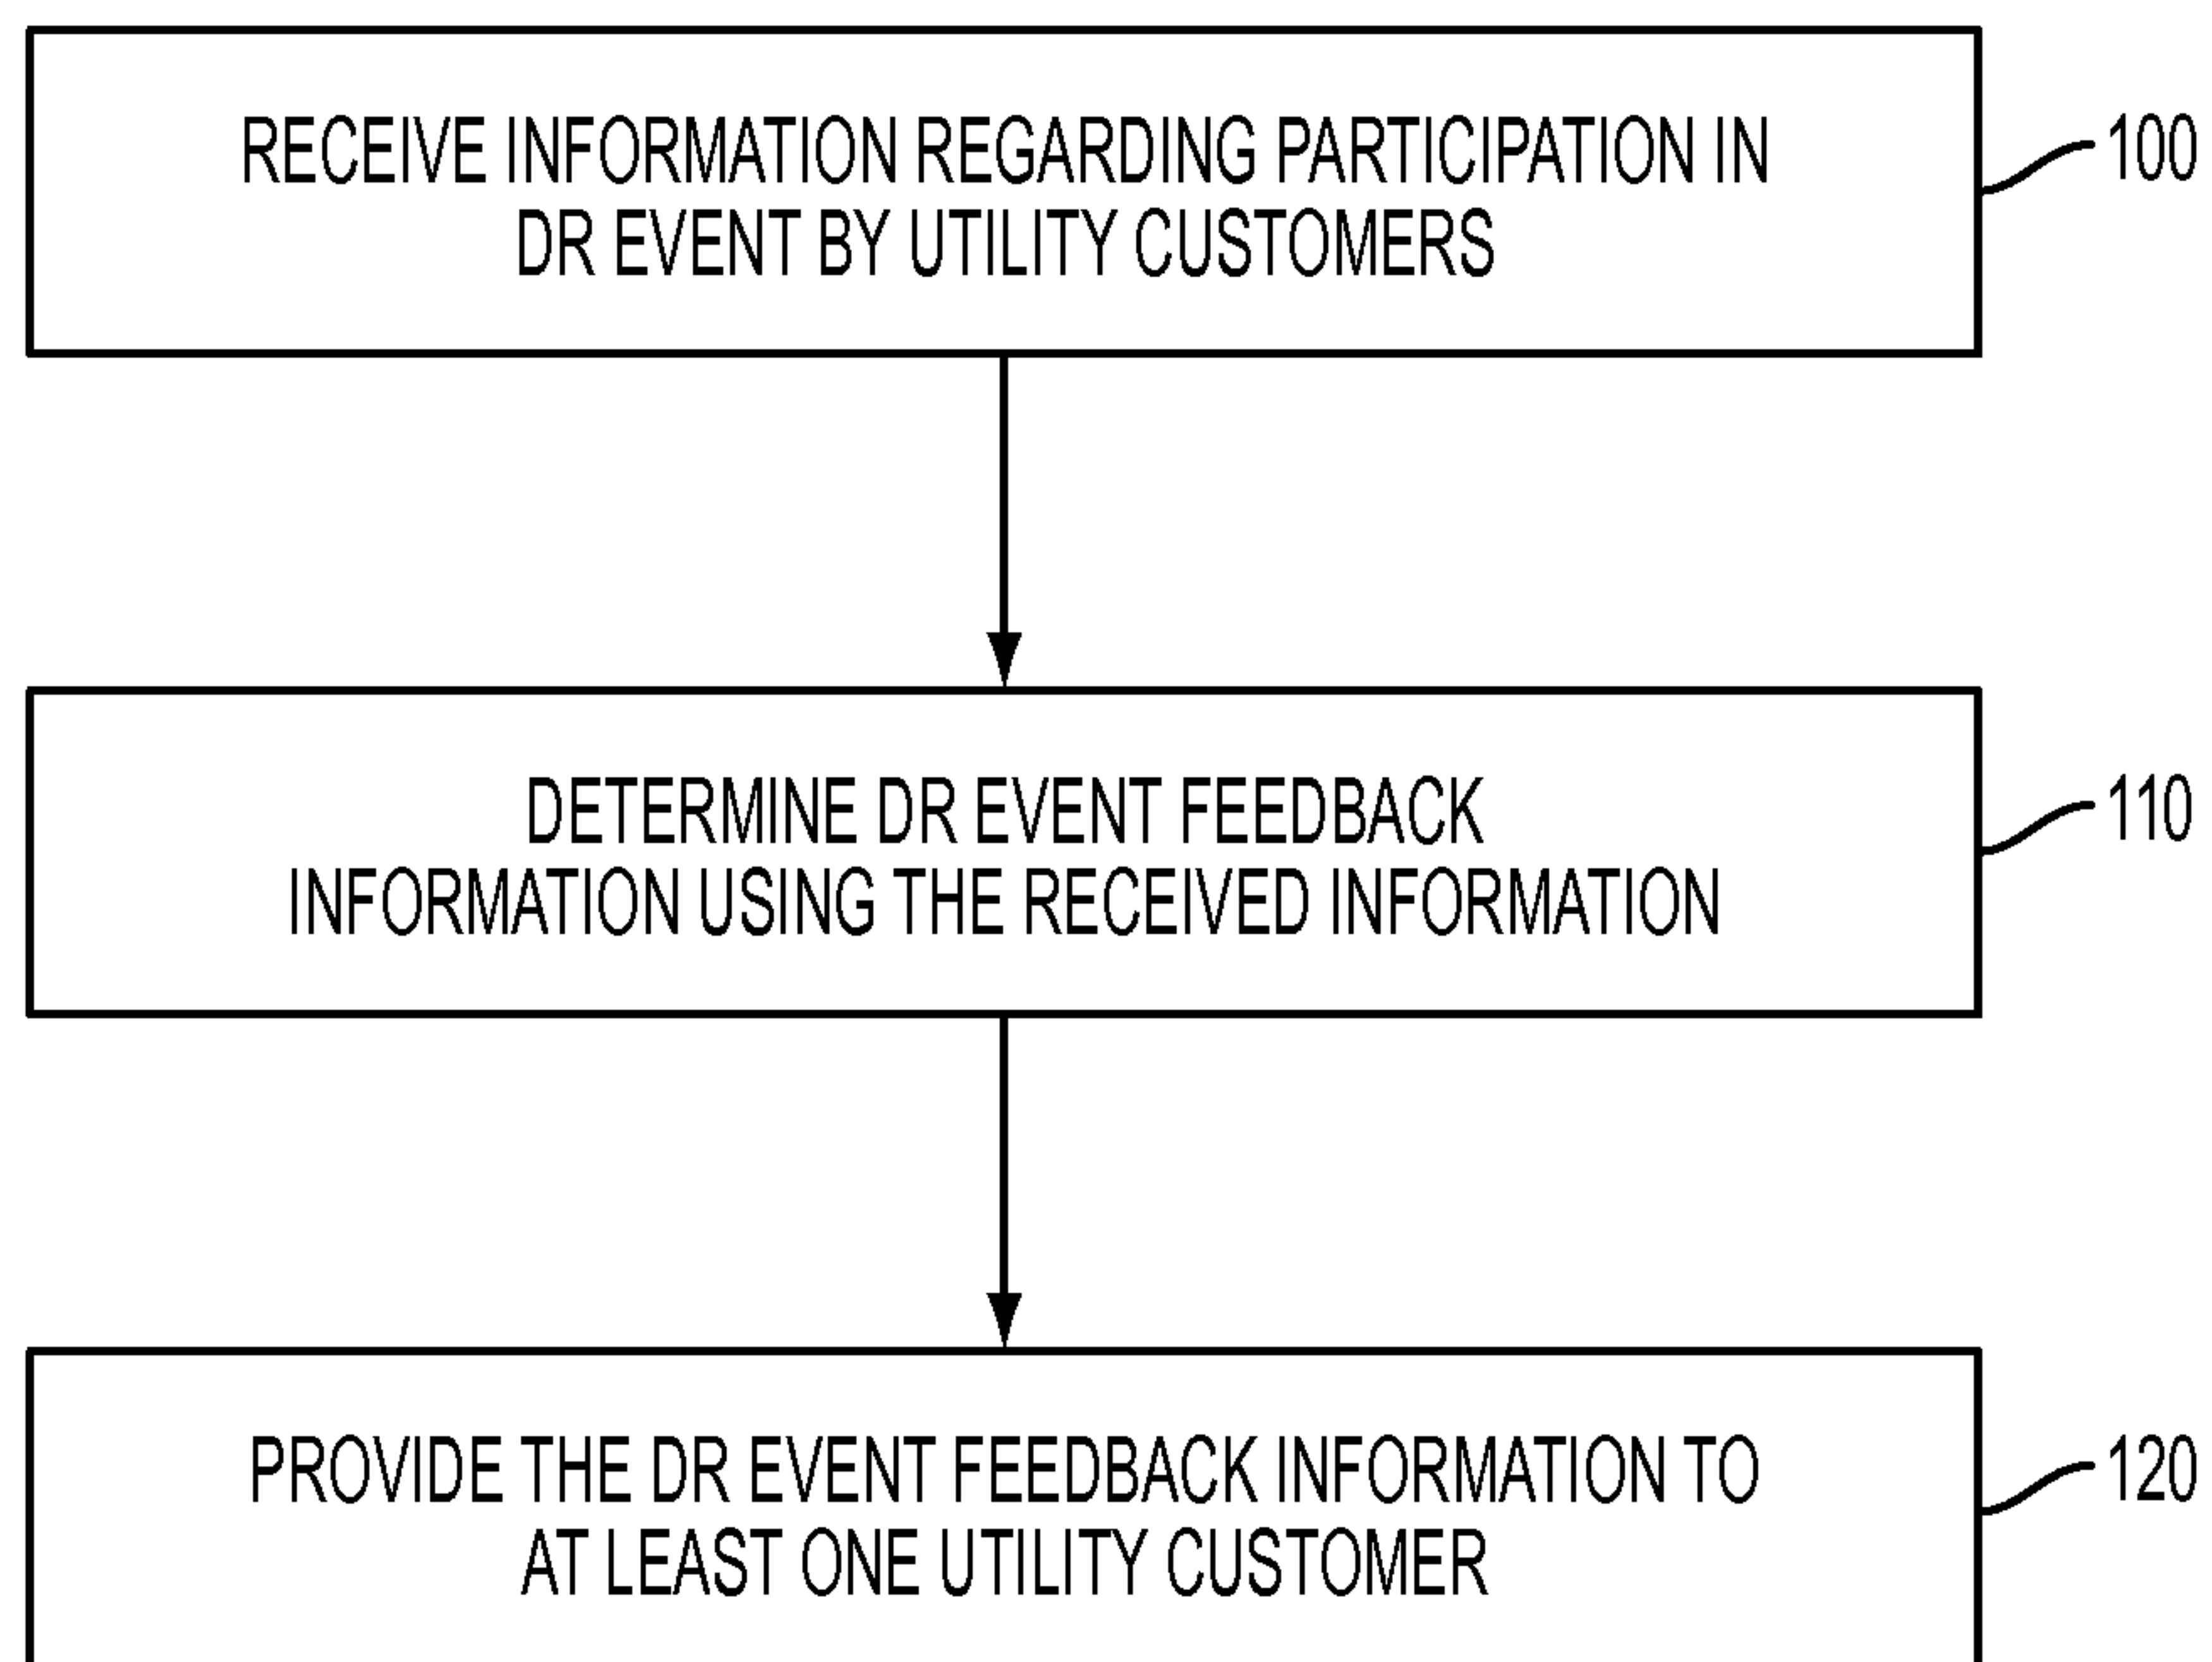 RECEIVE INFORMATION REGARDING PARTICIPATION IN
DR EVENT BY UTILITY CUSTOMERS
100
DETERMINE DR EVENT FEEDBACK
INFORMATION USING THE RECEIVED INFORMATION
110
PROVIDE THE DR EVENT FEEDBACK INFORMATION TO
AT LEAST ONE UTILITY CUSTOMER
120